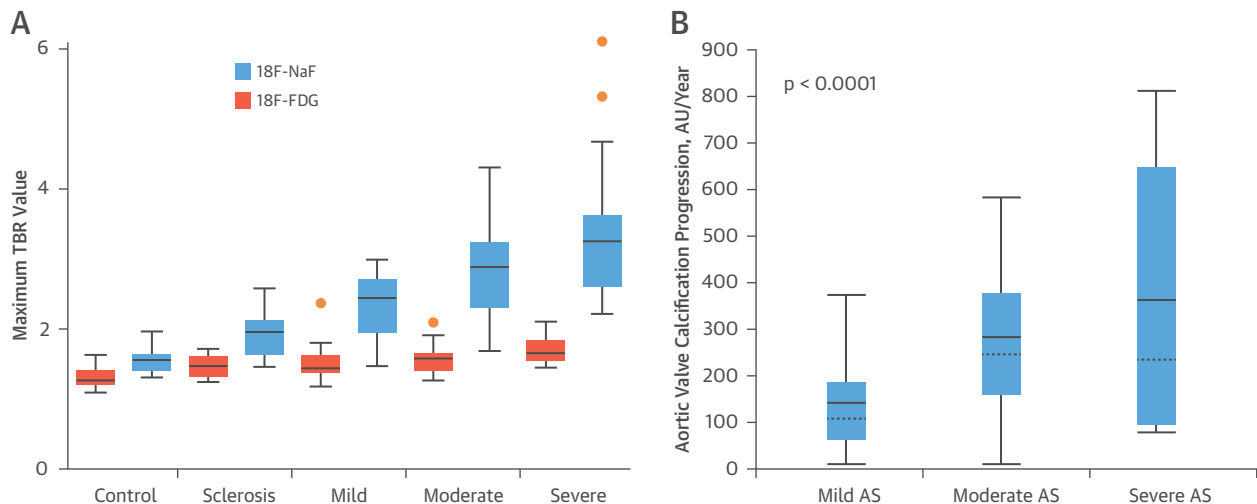 A
Maximum TBR Value
6
4
2
0
18F-NaF
18F-FDG
Control Sclerosis Mild Moderate Severe
B
Aortic Valve Calcification Progression, AU/Year
900
800
700
600
500
400
300
200
100
0
p < 0.0001
Mild AS Moderate AS Severe AS